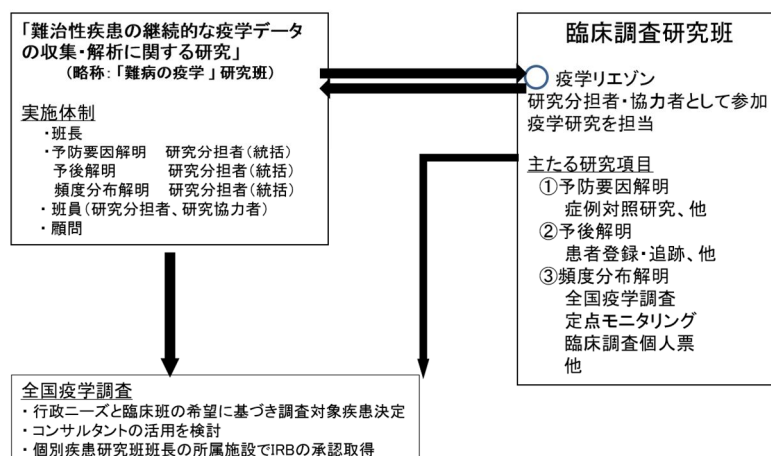 「難治性疾患の継続的な疫学データ
の収集・解析に関する研究」
(略称：「難病の疫学」研究班)
実施体制
・班長
・予防要因解明　研究分担者(統括)
予後解明　研究分担者(統括)
頻度分布解明　研究分担者(統括)
・班員(研究分担者、研究協力者)
・顧問
臨床調査研究班
疫学リエゾン
研究分担者・協力者として参加
疫学研究を担当
主たる研究項目
①予防要因解明
症例対照研究、他
②予後解明
患者登録・追跡、他
③頻度分布解明
全国疫学調査
定点モニタリング
臨床調査個人票
他
全国疫学調査
・行政ニーズと臨床班の希望に基づき調査対象疾患決定
・コンサルタントの活用を検討
・個別疾患研究班班長の所属施設でIRBの承認取得